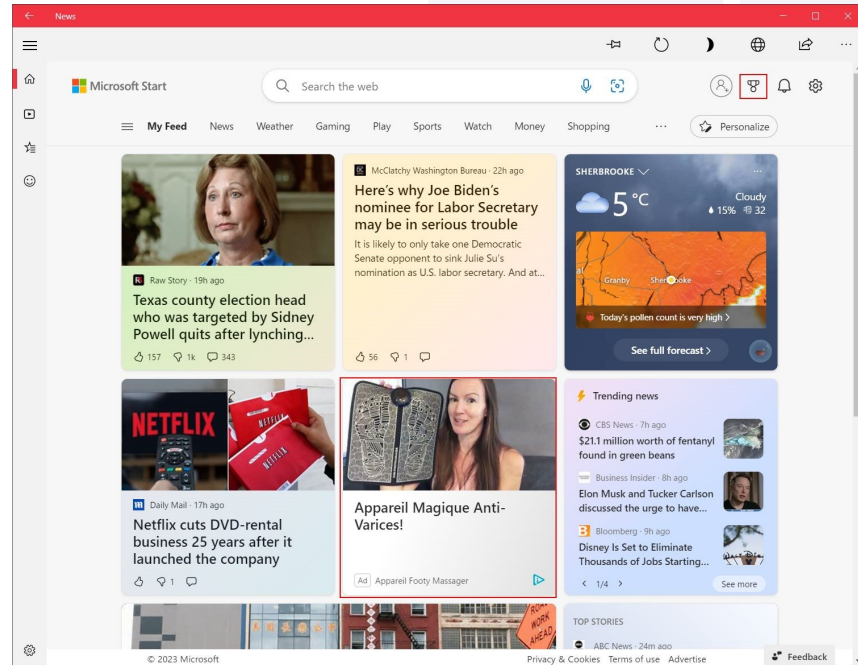 News
Microsoft Start
Search the web
My Feed News Weather Gaming Play Sports Watch Money Shopping ... Personalize
Raw Story · 19h ago
Texas county election head
who was targeted by Sidney
Powell quits after lynching...
157 1k 343
McClatchy Washington Bureau · 22h ago
Here's why Joe Biden's
nominee for Labor Secretary
may be in serious trouble
It is likely to only take one Democratic
Senate opponent to sink Julie Su's
nomination as U.S. labor secretary. And at...
56 1
SHERBROOKE ...
5 °C
Cloudy
15% 32
Granby Sherbrooke
Today's pollen count is very high >
See full forecast >
NETFLIX
NETFLIX
NETFLIX
Daily Mail · 17h ago
Netflix cuts DVD-rental
business 25 years after it
launched the company
1
Appareil Magique Anti-
Varices!
Ad Appareil Footy Massager
Trending news
CBS News · 7h ago
$21.1 million worth of fentanyl
found in green beans
Business Insider · 8h ago
Elon Musk and Tucker Carlson
discussed the urge to have...
Bloomberg · 9h ago
Disney Is Set to Eliminate
Thousands of Jobs Starting...
< 1/4 > See more
ROAD
WORK
AHEAD
TOP STORIES
ABC News · 24m ago
© 2023 Microsoft
Privacy & Cookies Terms of use Advertise
Feedback